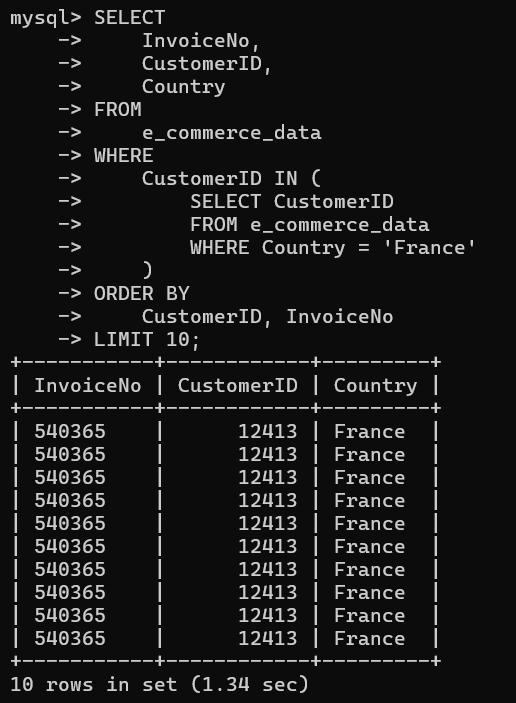 mysql> SELECT
    ->     InvoiceNo,
    ->     CustomerID,
    ->     Country
    -> FROM
    ->     e_commerce_data
    -> WHERE
    ->     CustomerID IN (
    ->         SELECT CustomerID
    ->         FROM e_commerce_data
    ->         WHERE Country = 'France'
    ->     )
    -> ORDER BY
    ->     CustomerID, InvoiceNo
    -> LIMIT 10;
+-----------+------------+---------+
| InvoiceNo | CustomerID | Country |
+-----------+------------+---------+
| 540365    |      12413 | France  |
| 540365    |      12413 | France  |
| 540365    |      12413 | France  |
| 540365    |      12413 | France  |
| 540365    |      12413 | France  |
| 540365    |      12413 | France  |
| 540365    |      12413 | France  |
| 540365    |      12413 | France  |
| 540365    |      12413 | France  |
| 540365    |      12413 | France  |
+-----------+------------+---------+
10 rows in set (1.34 sec)